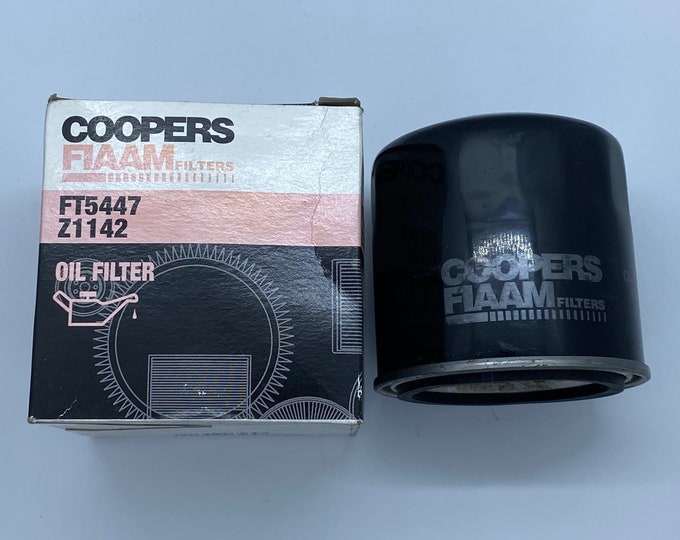 COOPERS
FIAAM FILTERS
FT5447
Z1142
OIL FILTER
COOPERS
FIAAM FILTERS